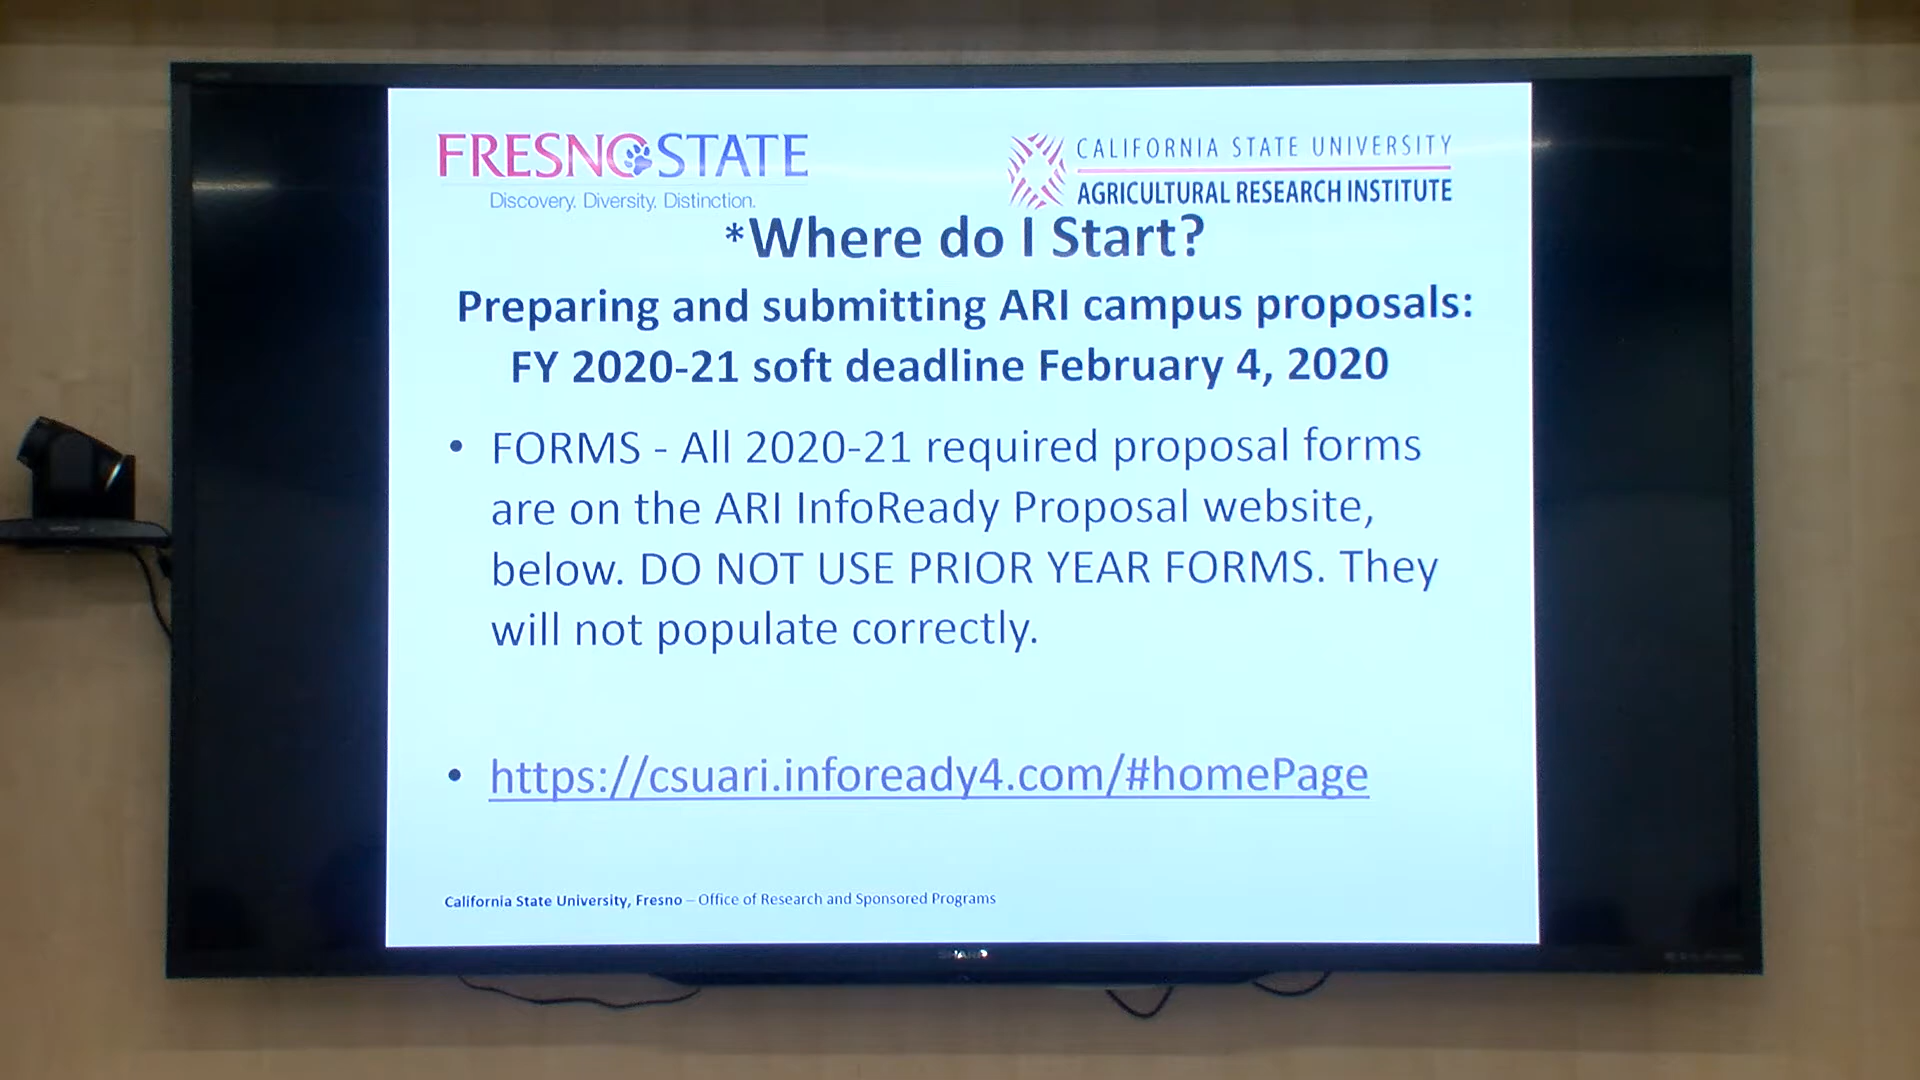 FRESNO STATE
Discovery. Diversity. Distinction.
CALIFORNIA STATE UNIVERSITY
AGRICULTURAL RESEARCH INSTITUTE
*Where do I Start?
Preparing and submitting ARI campus proposals:
FY 2020-21 soft deadline February 4, 2020
• FORMS - All 2020-21 required proposal forms
are on the ARI InfoReady Proposal website,
below. DO NOT USE PRIOR YEAR FORMS. They
will not populate correctly.
• https://csuari.infoready4.com/#homePage
California State University, Fresno – Office of Research and Sponsored Programs
SHARP